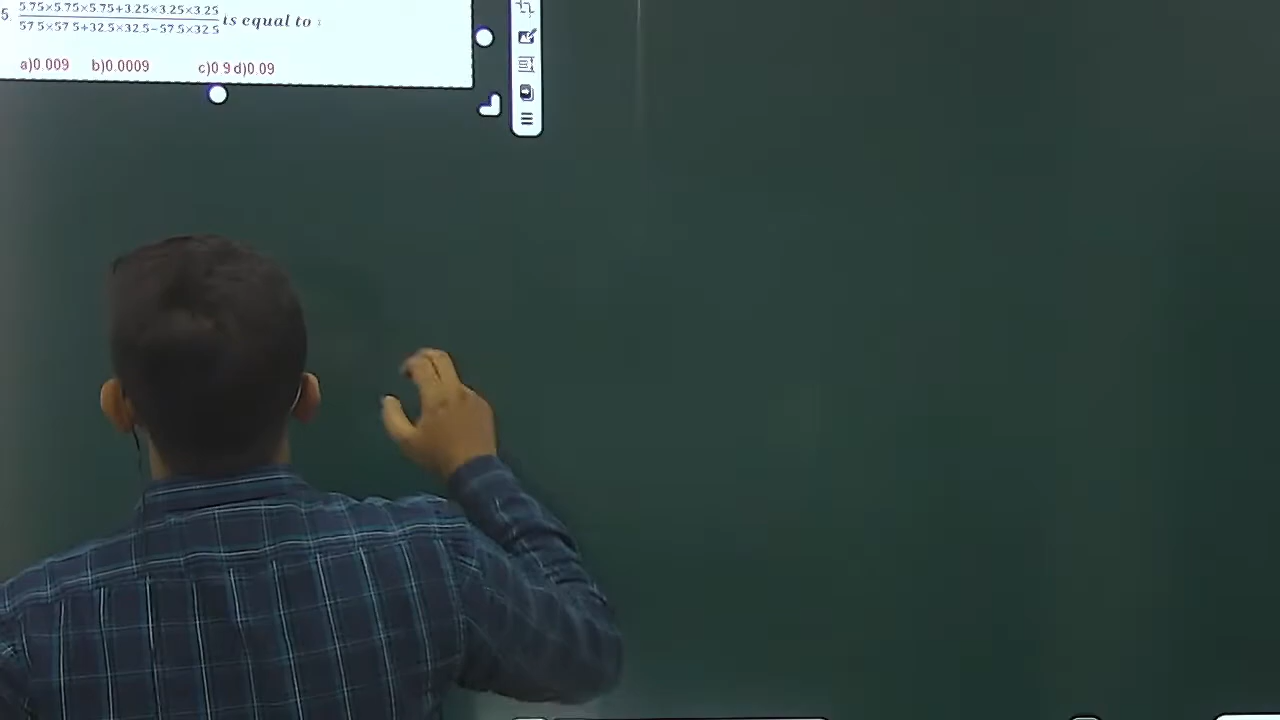 5. 5.75×5.75×5.75+3.25×3.25×3.25 / 57.5×57.5+32.5×32.5−57.5×32.5 is equal to :
a)0.009 b)0.0009 c)0.9 d)0.09